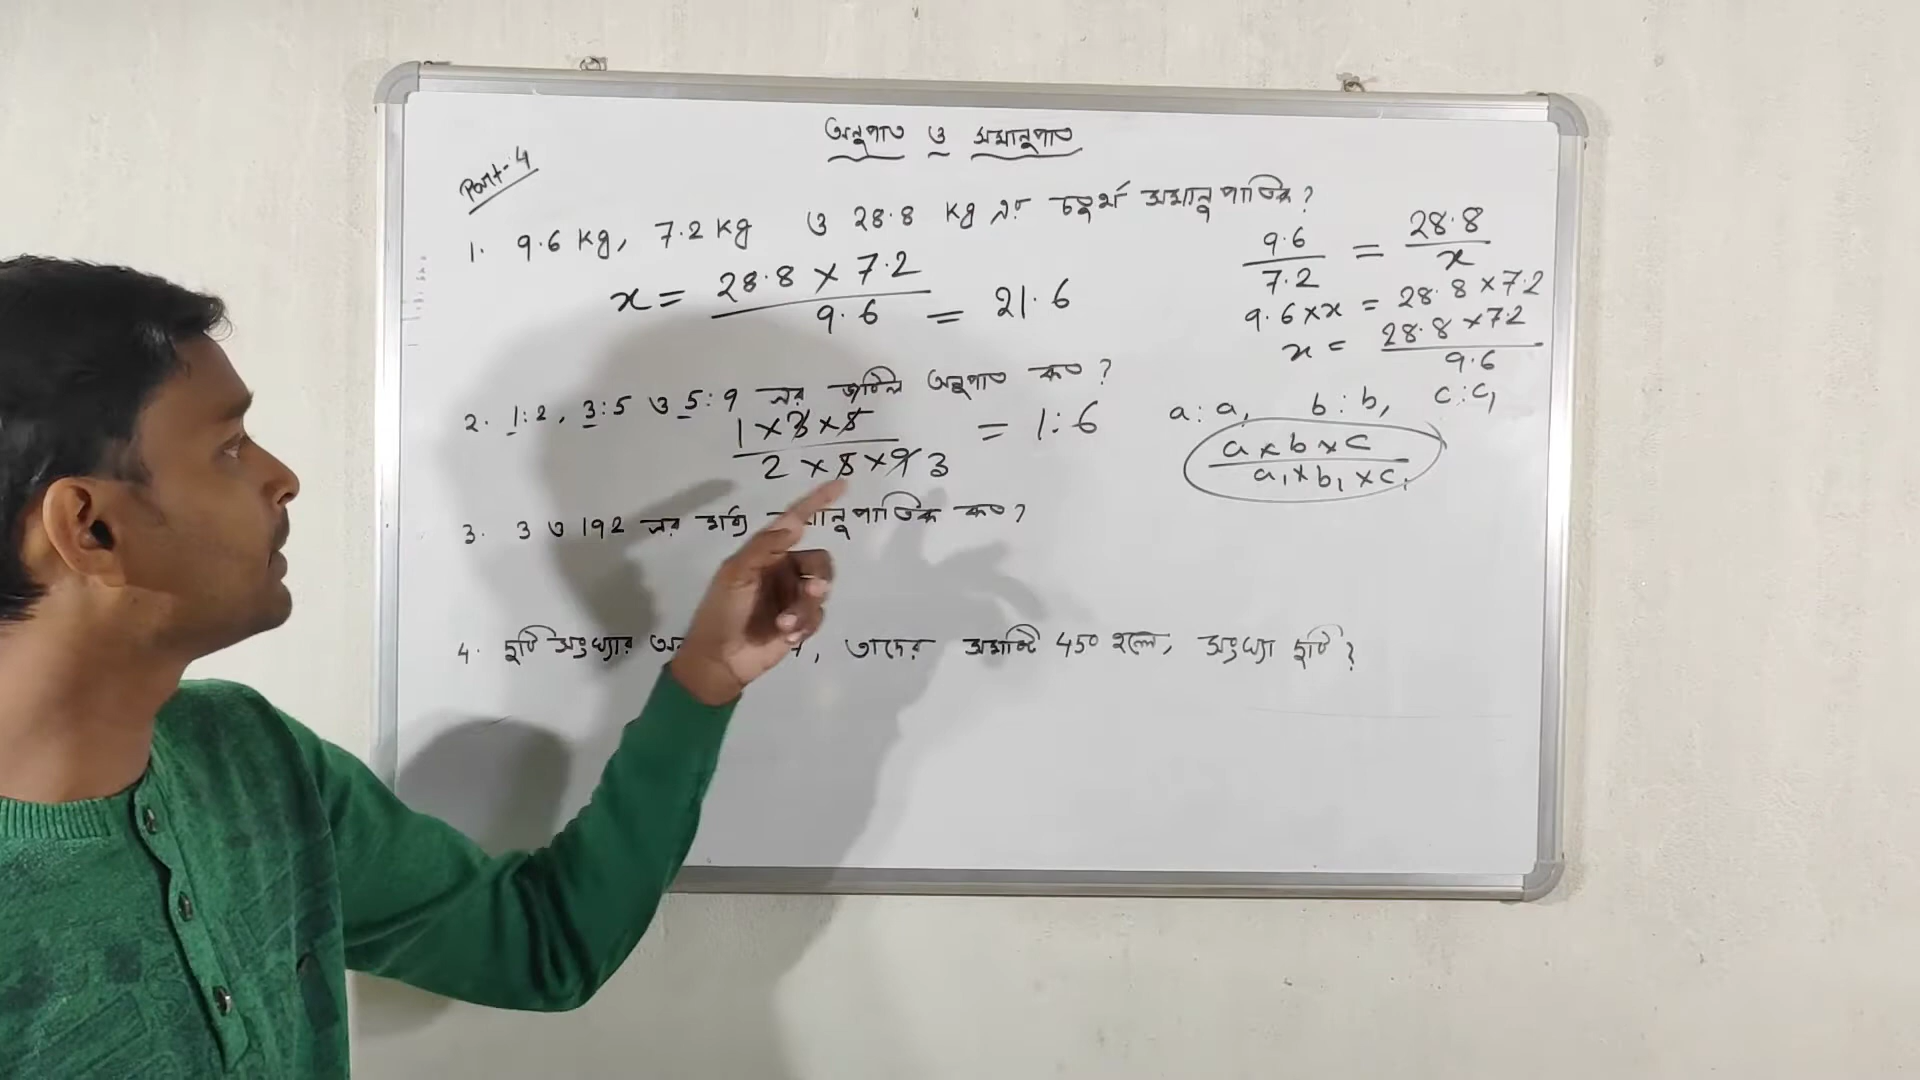 অনুপাত ও সমানুপাত
Part-4
1. 9.6 Kg, 7.2 Kg ও 28.8 Kg এর চতুর্থ সমানুপাতিক?
x = 28.8 × 7.2 / 9.6 = 21.6
9.6 / 7.2 = 28.8 / x
9.6 × x = 28.8 × 7.2
x = 28.8 × 7.2 / 9.6
2. 1:2, 3:5 ও 5:9 এর জটিল অনুপাত কত?
1 × 3 × 5 / 2 × 5 × 9 3 = 1:6
a : a₁ b : b₁ c : c₁
a × b × c / a₁ × b₁ × c₁
3. 3 ও 192 এর মধ্য সমানুপাতিক কত?
4. দুটি সংখ্যার , তাদের সমষ্টি 450 হলে, সংখ্যা দুটি?